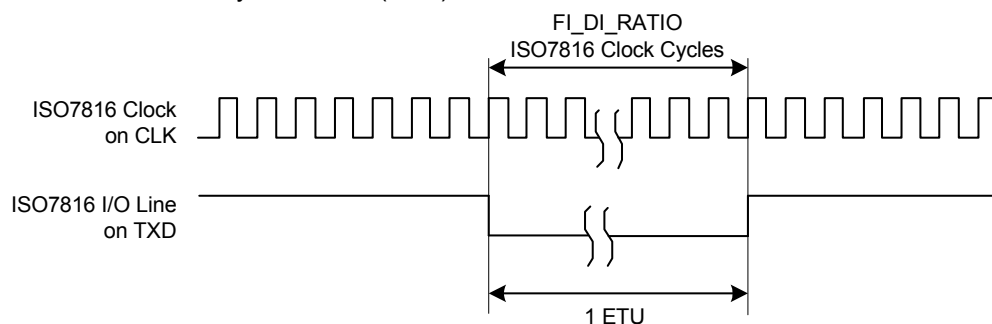 FI_DI_RATIO
ISO7816 Clock Cycles
ISO7816 Clock
on CLK
ISO7816 I/O Line
on TXD
1 ETU